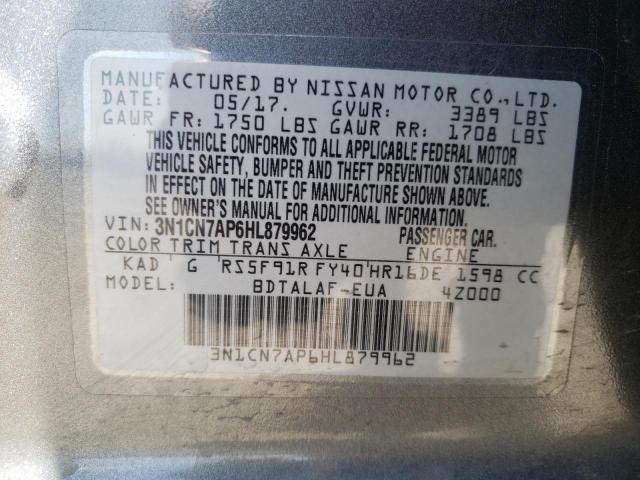 MANUFACTURED BY NISSAN MOTOR CO., LTD.
DATE: 05/17. GVWR: 3389 LBS
GAWR FR: 1750 LBS GAWR RR: 1708 LBS
THIS VEHICLE CONFORMS TO ALL APPLICABLE FEDERAL MOTOR
VEHICLE SAFETY, BUMPER AND THEFT PREVENTION STANDARDS
IN EFFECT ON THE DATE OF MANUFACTURE SHOWN ABOVE.
SEE OWNER'S MANUAL FOR ADDITIONAL INFORMATION.
VIN: 3N1CN7AP6HL879962 PASSENGER CAR.
COLOR TRIM TRANS AXLE ENGINE
KAD G RS5F91R FY40 HR16DE 1598 CC
MODEL: BDTALAF-EUA 4Z000
3N1CN7AP6HL879962